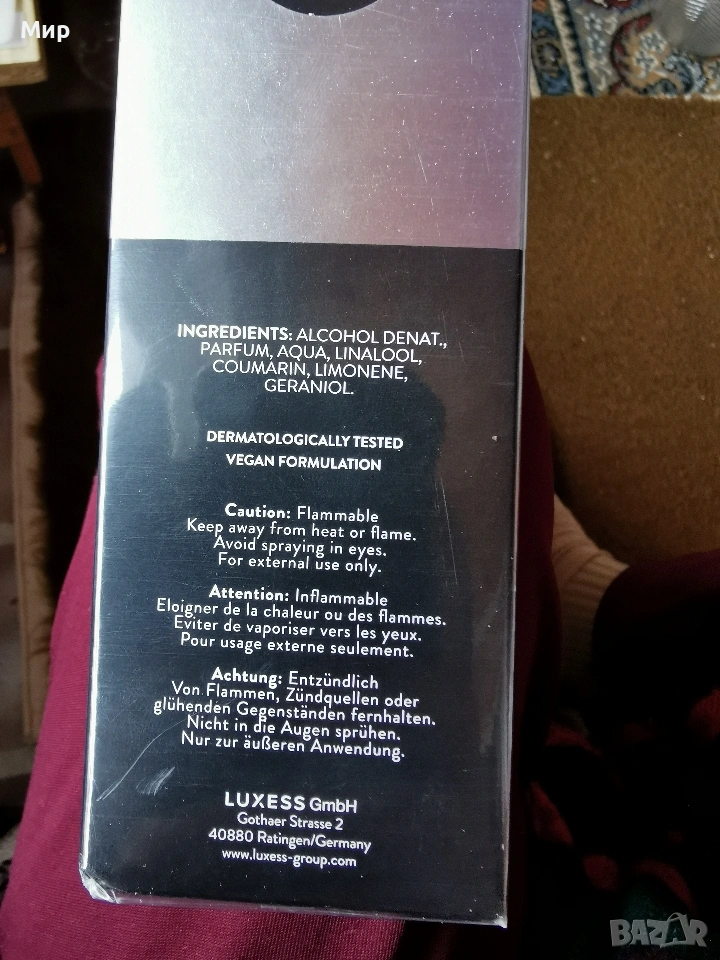 Мир
INGREDIENTS: ALCOHOL DENAT.,
PARFUM, AQUA, LINALOOL,
COUMARIN, LIMONENE,
GERANIOL.
DERMATOLOGICALLY TESTED
VEGAN FORMULATION
Caution: Flammable
Keep away from heat or flame.
Avoid spraying in eyes.
For external use only.
Attention: Inflammable
Eloigner de la chaleur ou des flammes.
Eviter de vaporiser vers les yeux.
Pour usage externe seulement.
Achtung: Entzündlich
Von Flammen, Zündquellen oder
glühenden Gegenständen fernhalten.
Nicht in die Augen sprühen.
Nur zur äußeren Anwendung.
LUXESS GmbH
Gothaer Strasse 2
40880 Ratingen/Germany
www.luxess-group.com
BAZAR